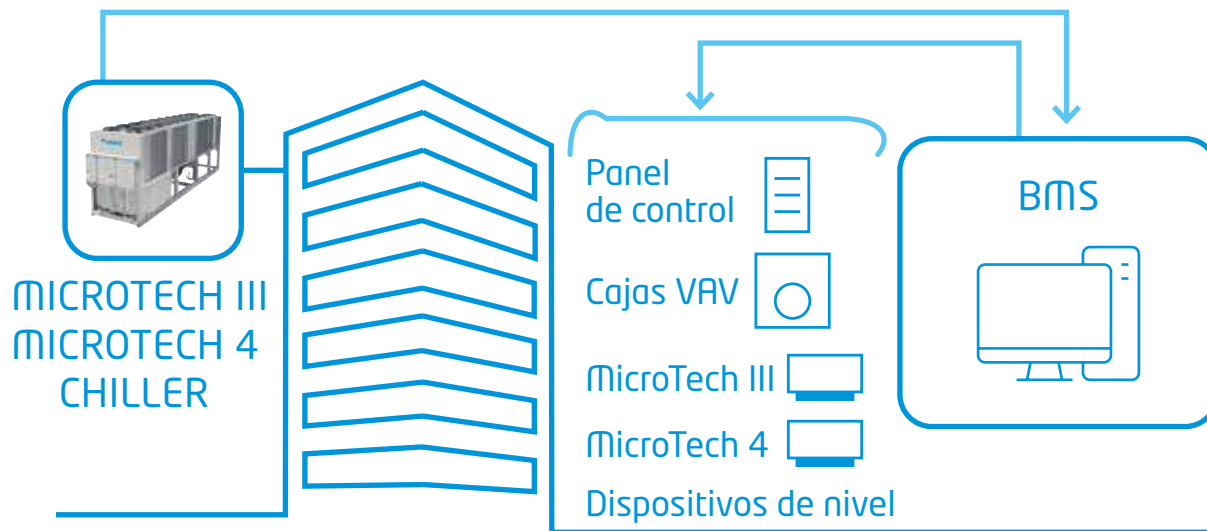 MICROTECH III
MICROTECH 4
CHILLER
Panel
de control
Cajas VAV
MicroTech III
MicroTech 4
Dispositivos de nivel
BMS